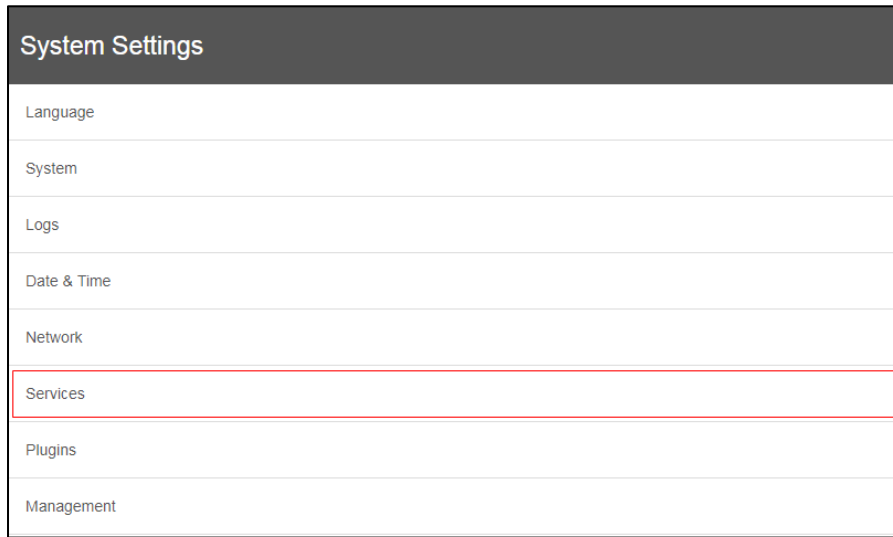 System Settings
Language
System
Logs
Date & Time
Network
Services
Plugins
Management